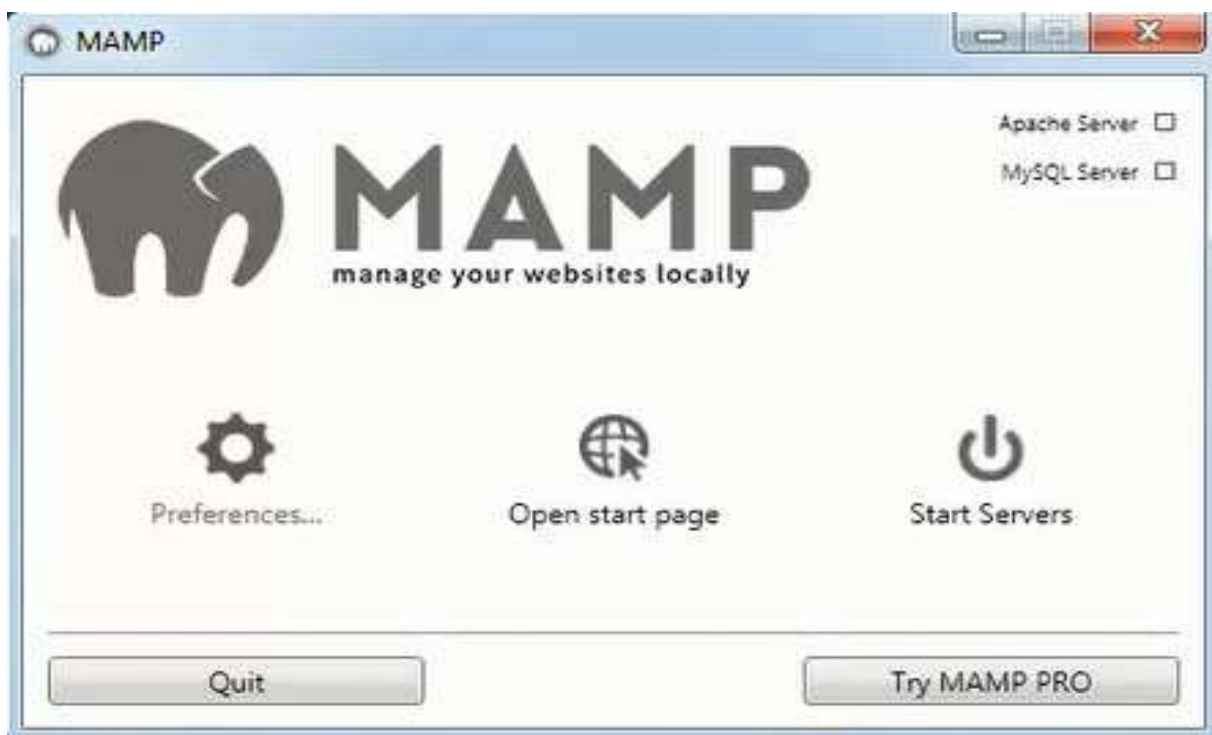 MAMP
Apache Server
MySQL Server
MAMP
manage your websites locally
Preferences...
Open start page
Start Servers
Quit
Try MAMP PRO